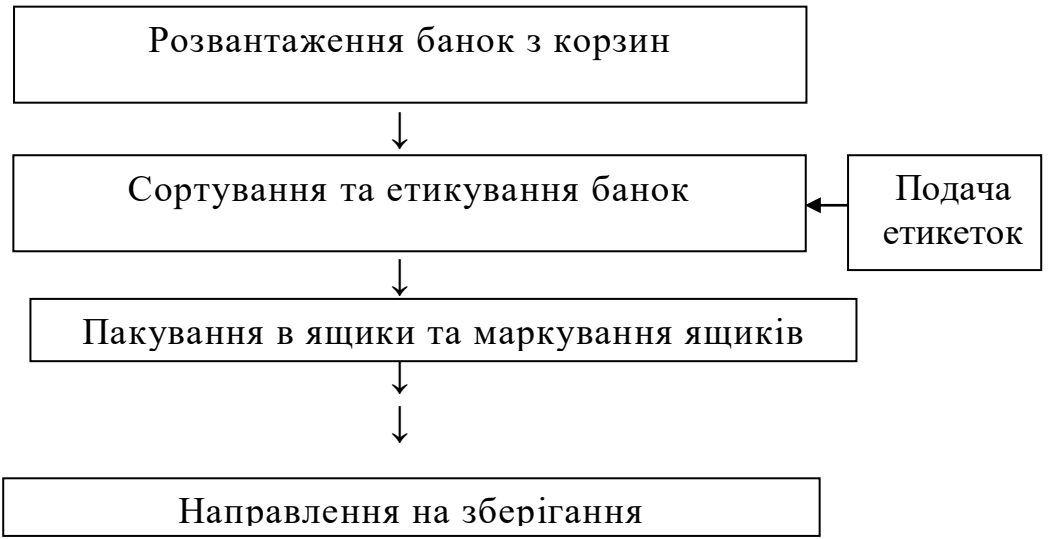 Розвантаження банок з корзин
↓
Сортування та етикування банок
Подача
етикеток
↓
Пакування в ящики та маркування ящиків
↓
↓
Направлення на зберігання